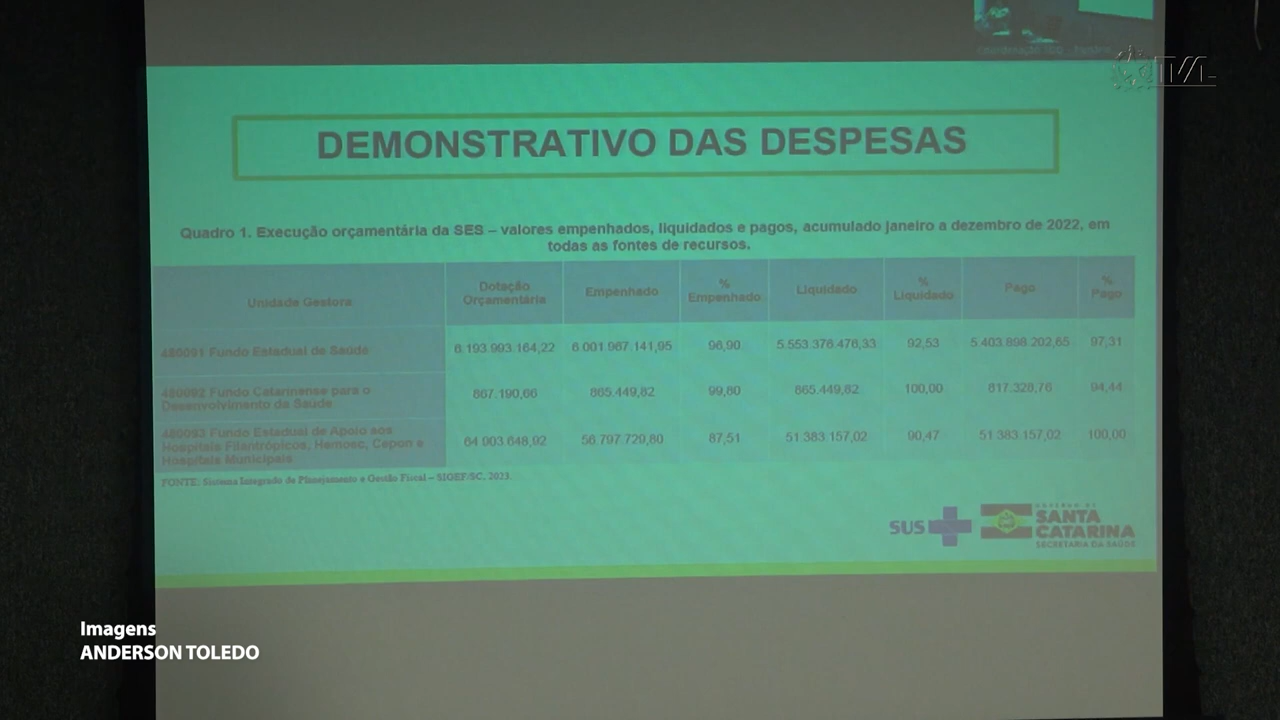 TVAL
DEMONSTRATIVO DAS DESPESAS
Quadro 1. Execução orçamentária da SES – valores empenhados, liquidados e pagos, acumulado janeiro a dezembro de 2022, em
todas as fontes de recursos.
Unidade Gestora Dotação Orçamentária Empenhado % Empenhado Liquidado % Liquidado Pago % Pago
480091 Fundo Estadual de Saúde 6.193.993.164,22 6.001.967.141,95 96,90 5.553.376.476,33 92,53 5.403.898.202,65 97,31
480092 Fundo Catarinense para o
Desenvolvimento da Saúde 867.190,66 865.449,82 99,80 865.449,82 100,00 817.328,76 94,44
480093 Fundo Estadual de Apoio aos
Hospitais Filantrópicos, Hemosc, Cepon e
Hospitais Municipais 64.903.648,92 56.797.729,80 87,51 51.383.157,02 90,47 51.383.157,02 100,00
FONTE: Sistema Integrado de Planejamento e Gestão Fiscal – SIGEF/SC, 2023.
SUS
GOVERNO DE
SANTA
CATARINA
SECRETARIA DA SAÚDE
Imagens
ANDERSON TOLEDO